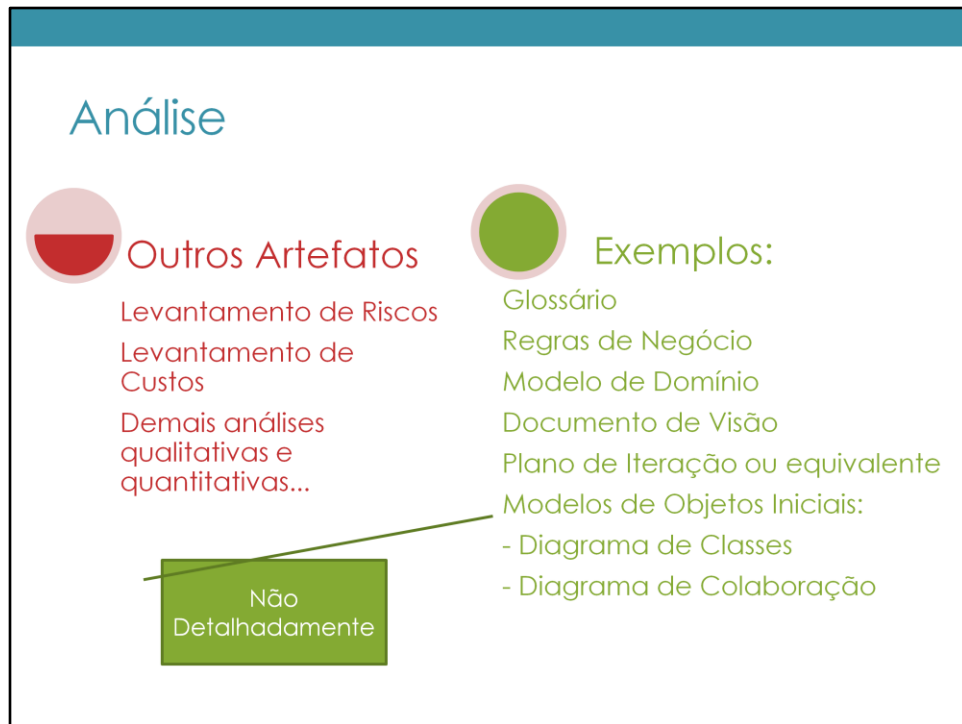 Análise
Outros Artefatos
Levantamento de Riscos
Levantamento de
Custos
Demais análises
qualitativas e
quantitativas...
Não
Detalhadamente
Exemplos:
Glossário
Regras de Negócio
Modelo de Domínio
Documento de Visão
Plano de Iteração ou equivalente
Modelos de Objetos Iniciais:
- Diagrama de Classes
- Diagrama de Colaboração